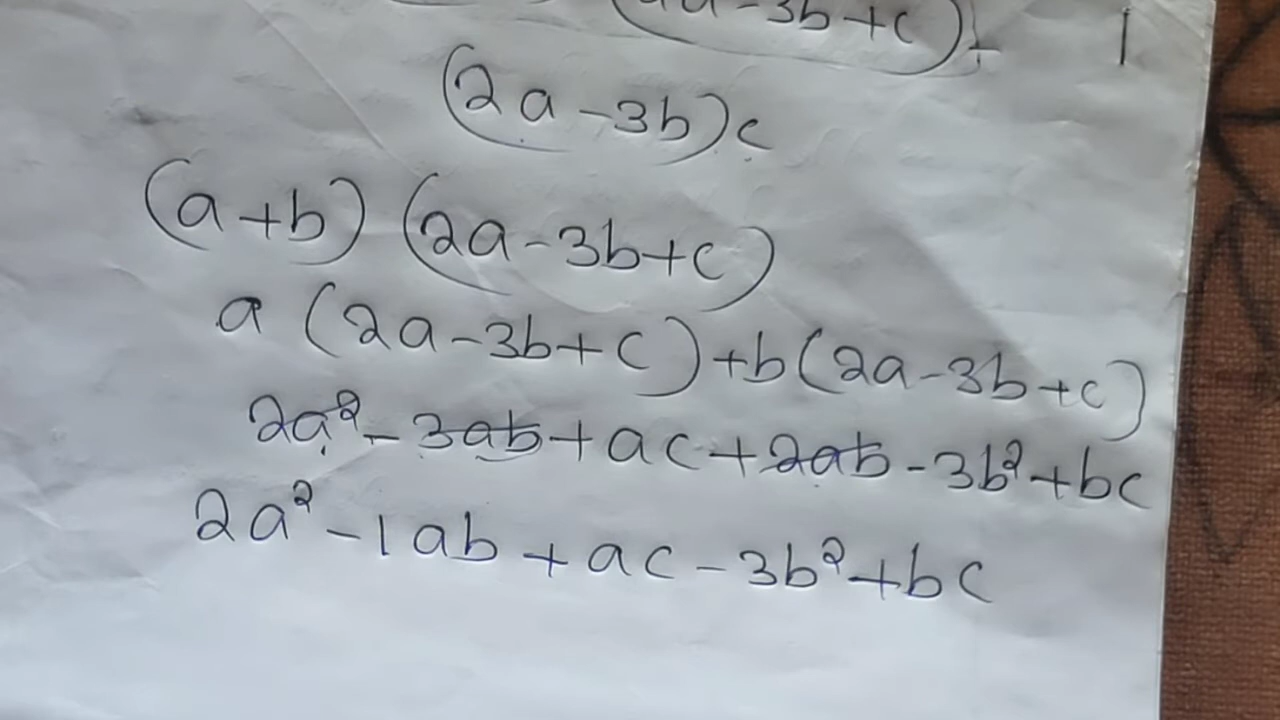 -3b+c)-
(2a-3b)c
(a+b) (2a-3b+c)
a (2a-3b+c)+b(2a-3b+c)
2a²-3ab+ac+2ab-3b²+bc
2a²-1ab+ac-3b²+bc